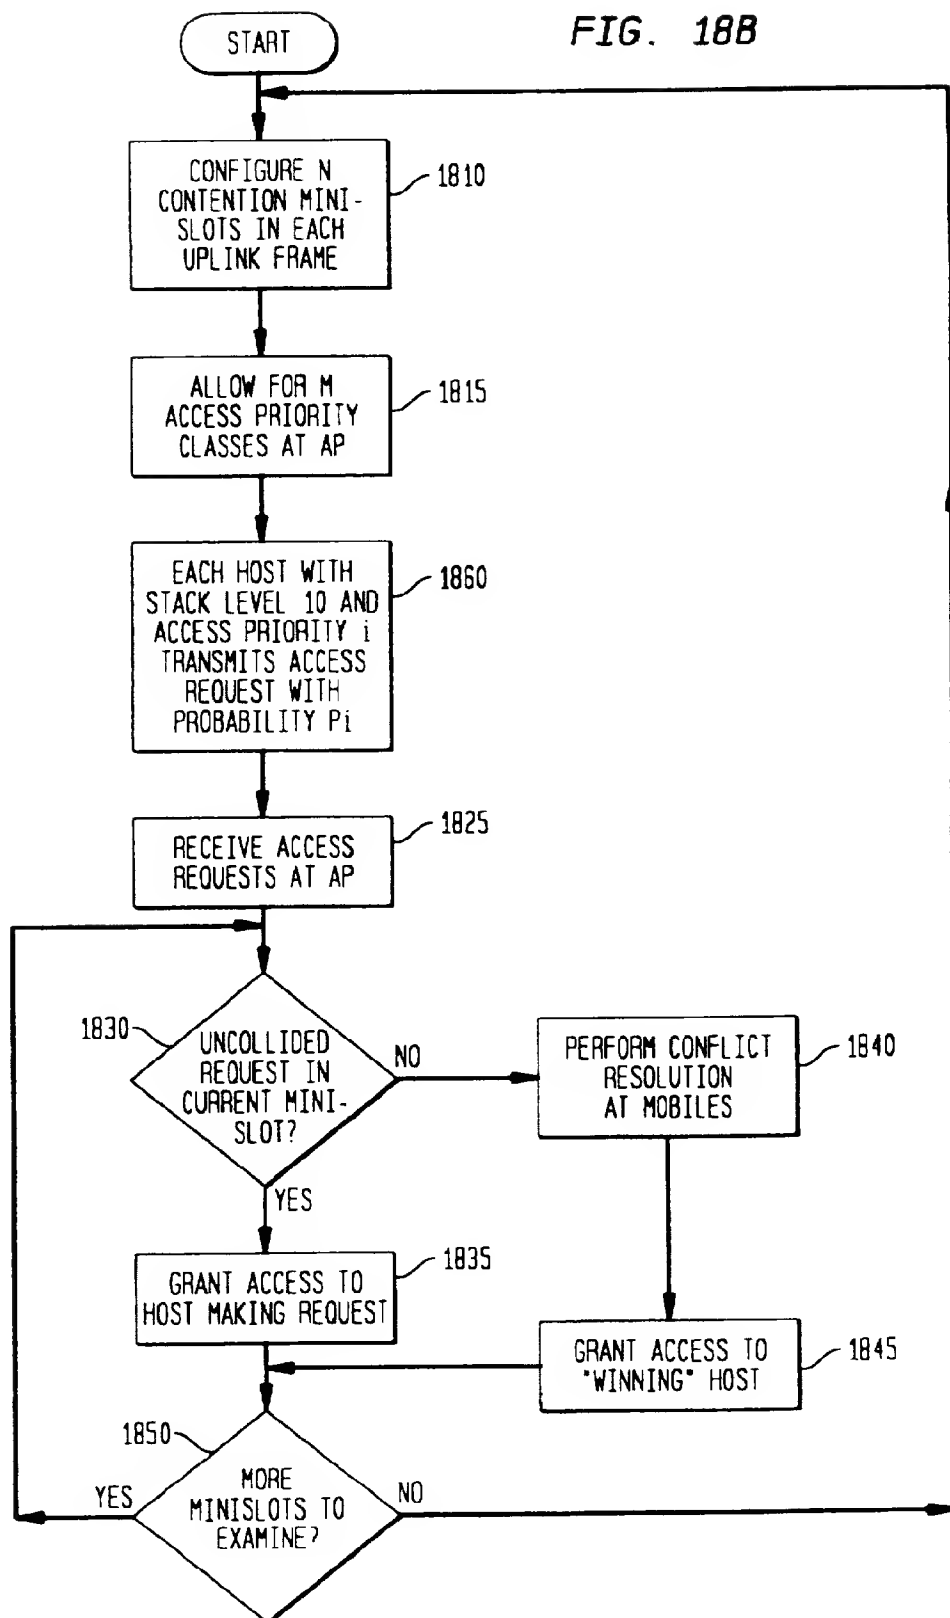 START
FIG. 18B
CONFIGURE N
CONTENTION MINI-
SLOTS IN EACH
UPLINK FRAME
1810
ALLOW FOR M
ACCESS PRIORITY
CLASSES AT AP
1815
EACH HOST WITH
STACK LEVEL 10 AND
ACCESS PRIORITY i
TRANSMITS ACCESS
REQUEST WITH
PROBABILITY Pi
1860
RECEIVE ACCESS
REQUESTS AT AP
1825
1830
UNCOLLIDED
REQUEST IN
CURRENT MINI-
SLOT?
NO
YES
PERFORM CONFLICT
RESOLUTION
AT MOBILES
1840
GRANT ACCESS TO
HOST MAKING REQUEST
1835
GRANT ACCESS TO
"WINNING" HOST
1845
1850
MORE
MINISLOTS TO
EXAMINE?
YES
NO